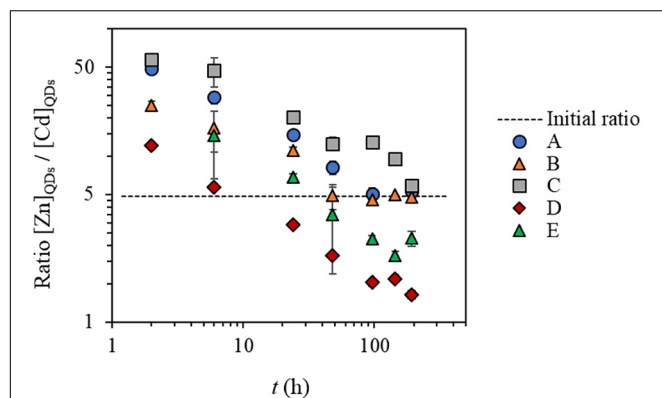 Ratio [Zn]QDs / [Cd]QDs
50
5
1
1
10
100
t (h)
Initial ratio
A
B
C
D
E